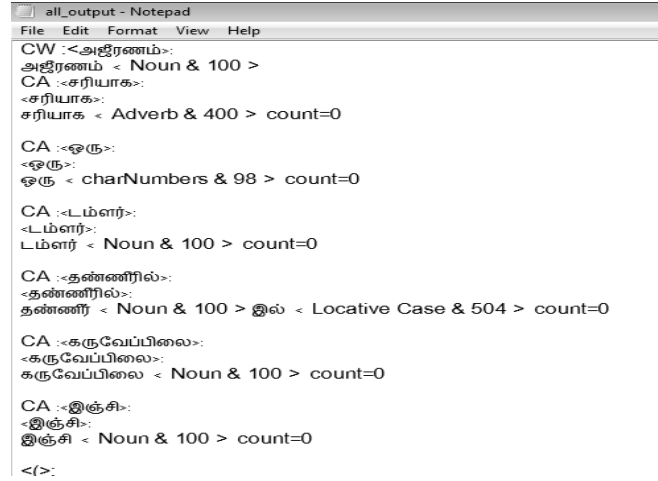 all_output - Notepad
File Edit Format View Help
CW :<அஜீரணம்>:
அஜீரணம் < Noun & 100 >
CA :<சரியாக>:
<சரியாக>:
சரியாக < Adverb & 400 > count=0
CA :<ஒரு>:
<ஒரு>:
ஒரு < charNumbers & 98 > count=0
CA :<டம்ளர்>:
<டம்ளர்>:
டம்ளர் < Noun & 100 > count=0
CA :<தண்ணீரில்>:
<தண்ணீரில்>:
தண்ணீர் < Noun & 100 > இல் < Locative Case & 504 > count=0
CA :<கருவேப்பிலை>:
<கருவேப்பிலை>:
கருவேப்பிலை < Noun & 100 > count=0
CA :<இஞ்சி>:
<இஞ்சி>:
இஞ்சி < Noun & 100 > count=0
<(>: